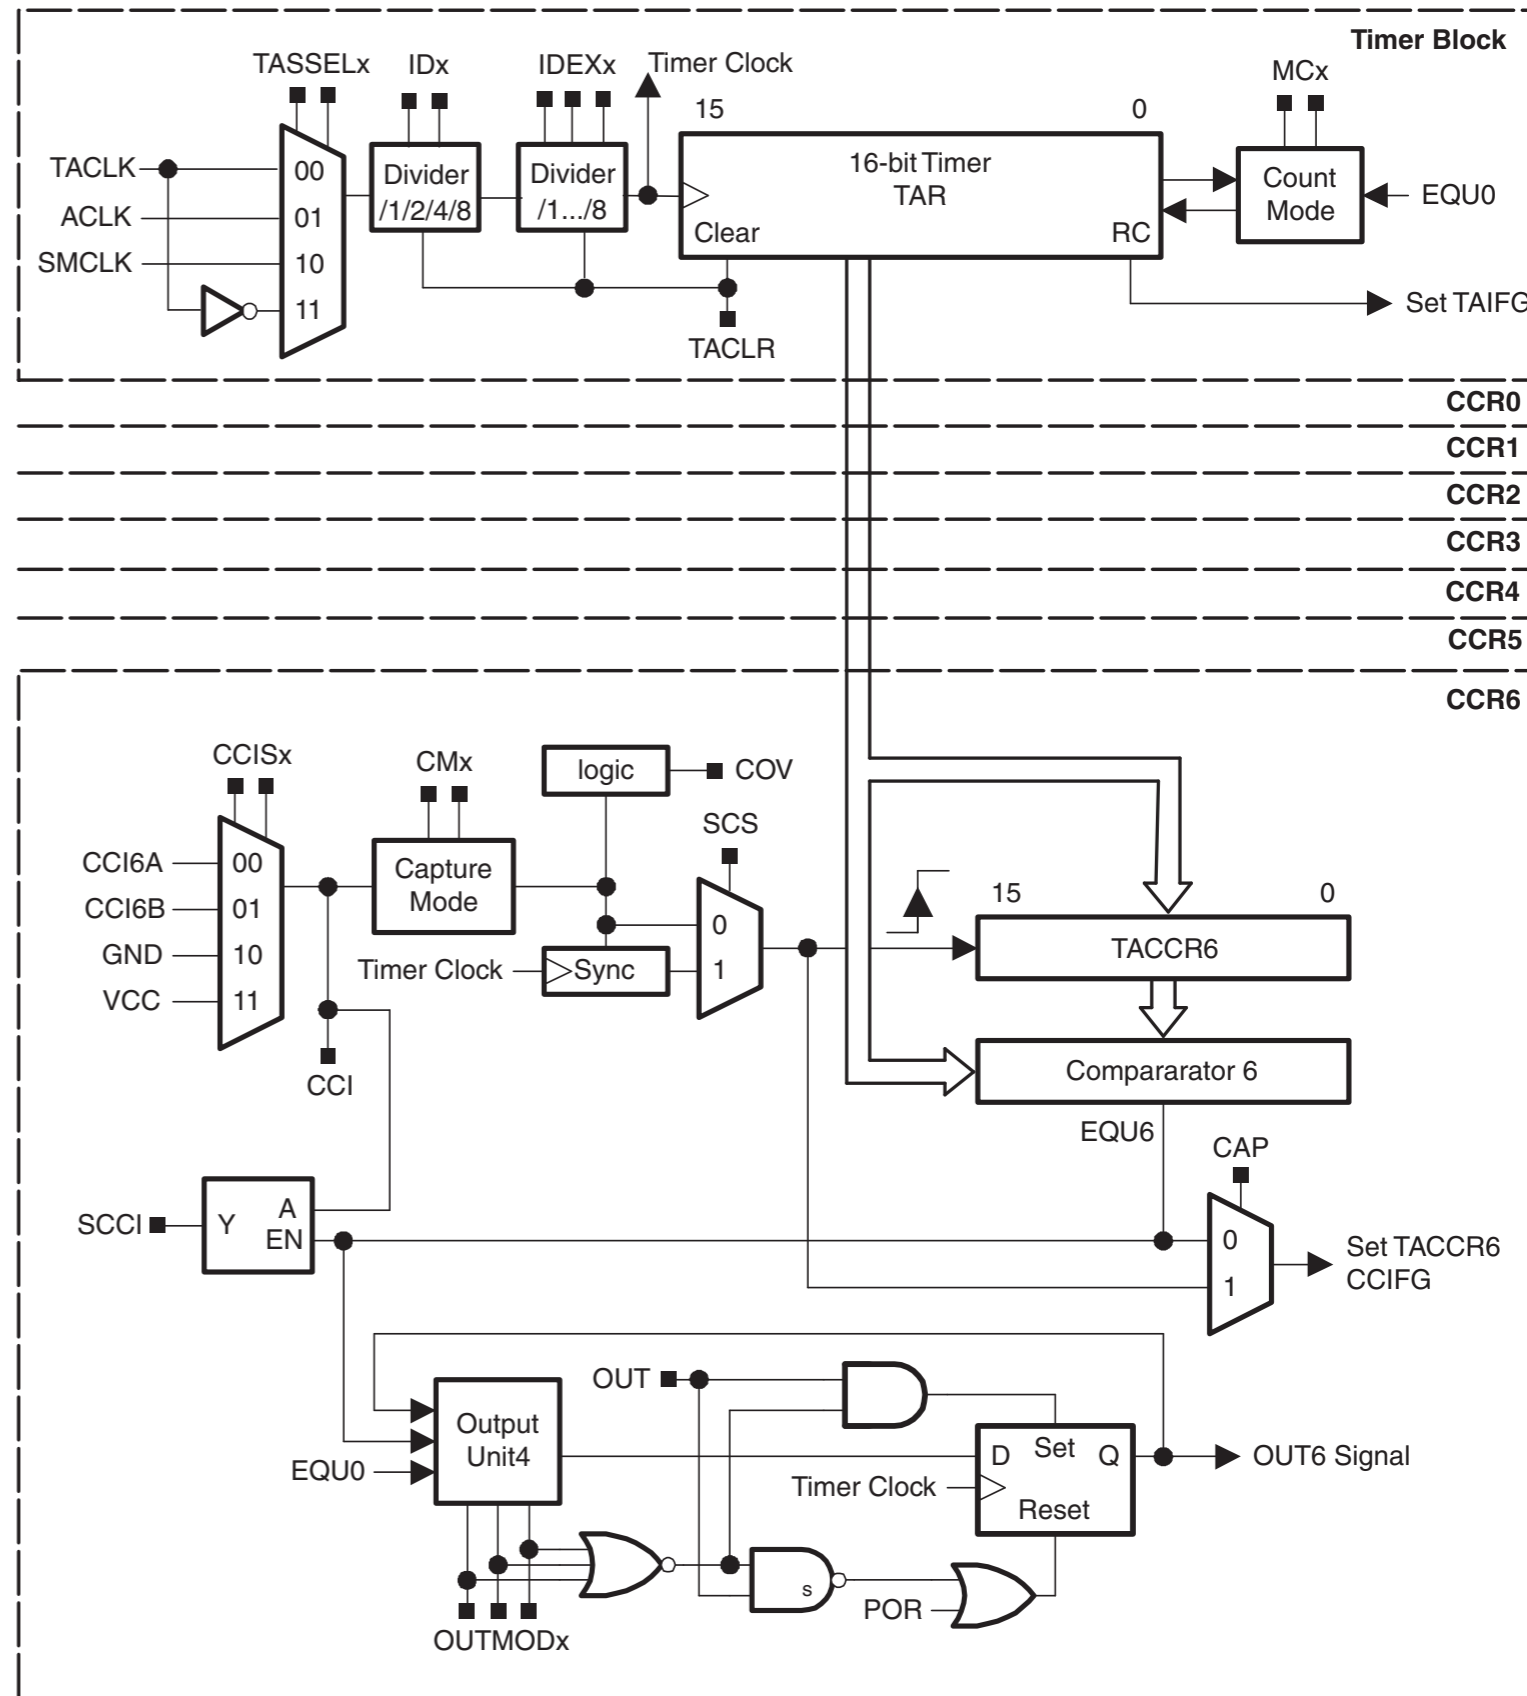 Timer Block
TASSELx
IDx
IDEXx
Timer Clock
MCx
15
0
TACLK
ACLK
SMCLK
00
01
10
11
Divider
/1/2/4/8
Divider
/1.../8
16-bit Timer
TAR
Clear
RC
Count
Mode
EQU0
Set TAIFG
TACLR
CCR0
CCR1
CCR2
CCR3
CCR4
CCR5
CCR6
CCISx
CMx
logic
COV
SCS
CCI6A
CCI6B
GND
VCC
00
01
10
11
Capture
Mode
0
1
15
0
TACCR6
Timer Clock
Sync
CCI
Compararator 6
EQU6
CAP
SCCI
Y
A
EN
0
1
Set TACCR6
CCIFG
OUT
Output
Unit4
EQU0
D
Set
Q
OUT6 Signal
Timer Clock
Reset
s
POR
OUTMODx